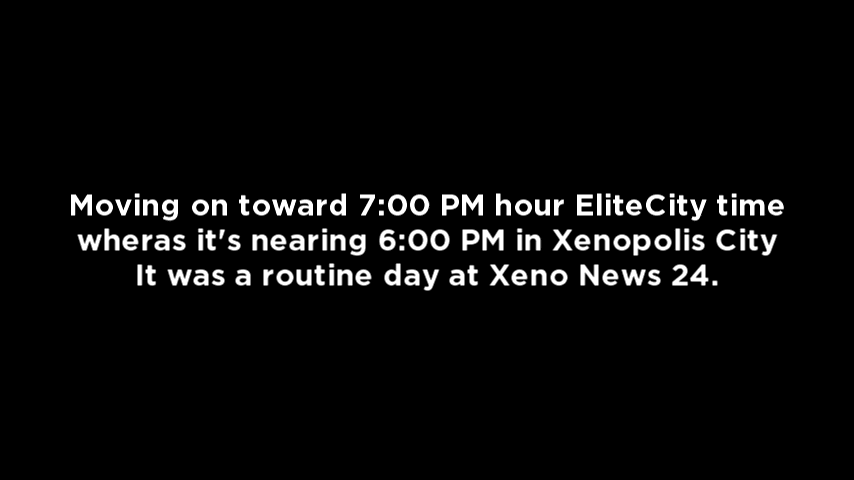 Moving on toward 7:00 PM hour EliteCity time
wheras it's nearing 6:00 PM in Xenopolis City
It was a routine day at Xeno News 24.